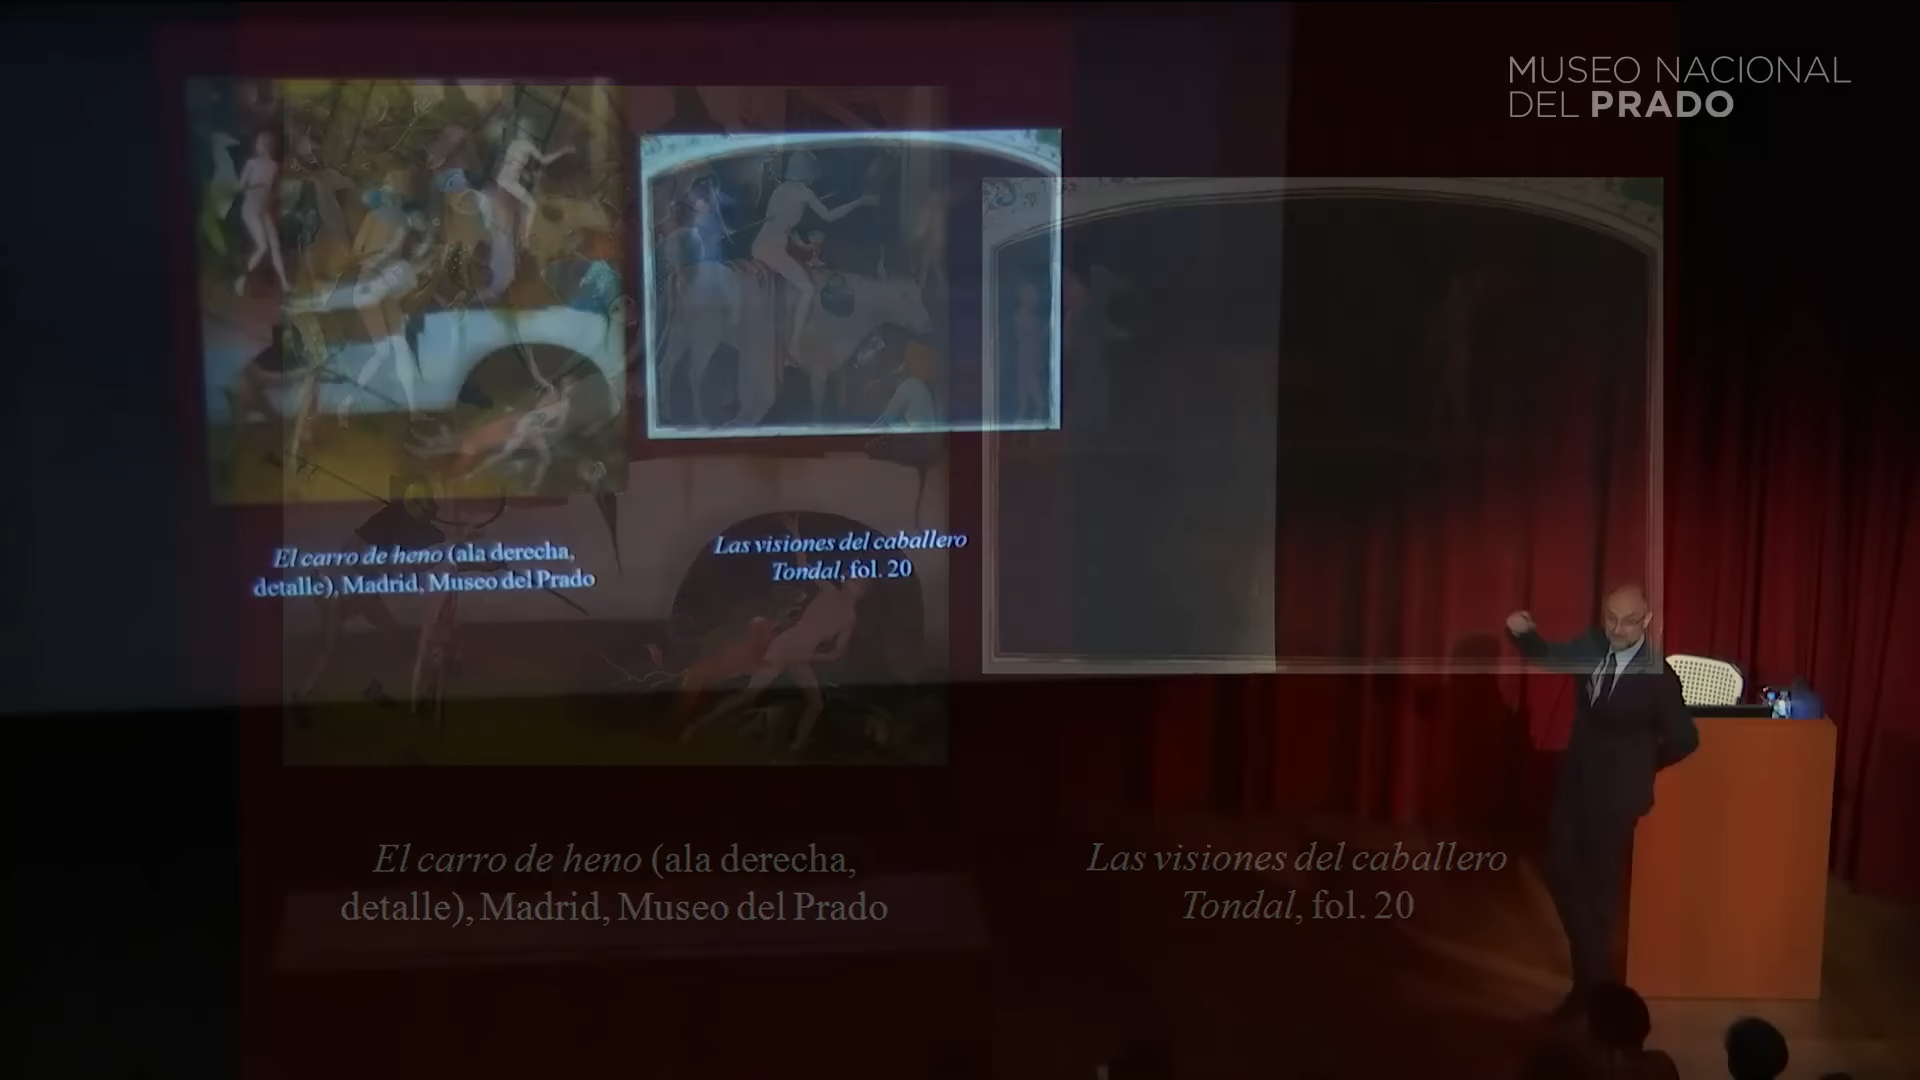 MUSEO NACIONAL
DEL PRADO
El carro de heno (ala derecha,
detalle), Madrid, Museo del Prado
Las visiones del caballero
Tondal, fol. 20
El carro de heno (ala derecha,
detalle), Madrid, Museo del Prado
Las visiones del caballero
Tondal, fol. 20